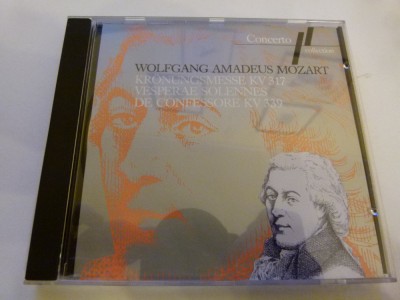 Concerto
WOLFGANG AMADEUS MOZART
KRÖNUNGSMESSE KV 317
VESPERAE SOLENNES
DE CONFESSORE KV 339